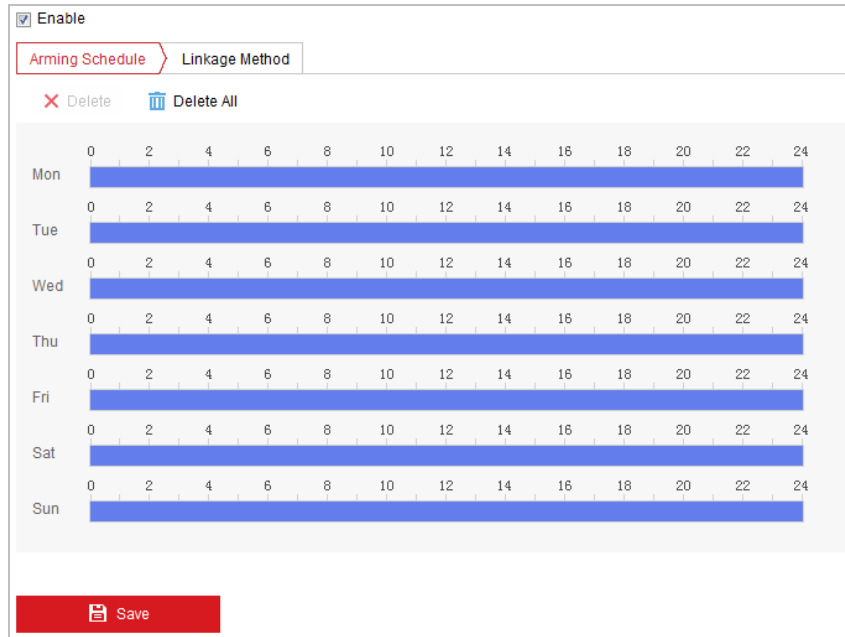 Enable
Arming Schedule Linkage Method
Delete Delete All
0 2 4 6 8 10 12 14 16 18 20 22 24
Mon
0 2 4 6 8 10 12 14 16 18 20 22 24
Tue
0 2 4 6 8 10 12 14 16 18 20 22 24
Wed
0 2 4 6 8 10 12 14 16 18 20 22 24
Thu
0 2 4 6 8 10 12 14 16 18 20 22 24
Fri
0 2 4 6 8 10 12 14 16 18 20 22 24
Sat
0 2 4 6 8 10 12 14 16 18 20 22 24
Sun
Save